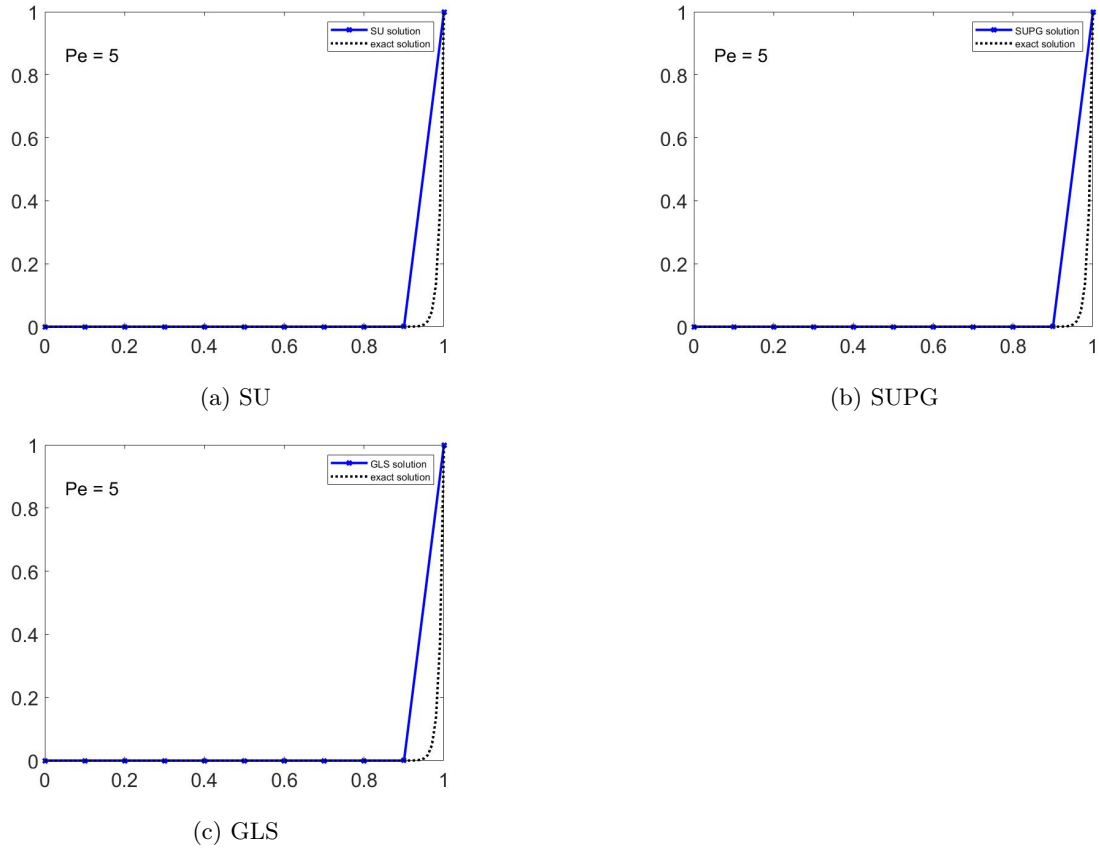 1
0.8
0.6
0.4
0.2
0
0 0.2 0.4 0.6 0.8 1
Pe = 5
SU solution
exact solution
(a) SU
1
0.8
0.6
0.4
0.2
0
0 0.2 0.4 0.6 0.8 1
Pe = 5
SUPG solution
exact solution
(b) SUPG
1
0.8
0.6
0.4
0.2
0
0 0.2 0.4 0.6 0.8 1
Pe = 5
GLS solution
exact solution
(c) GLS